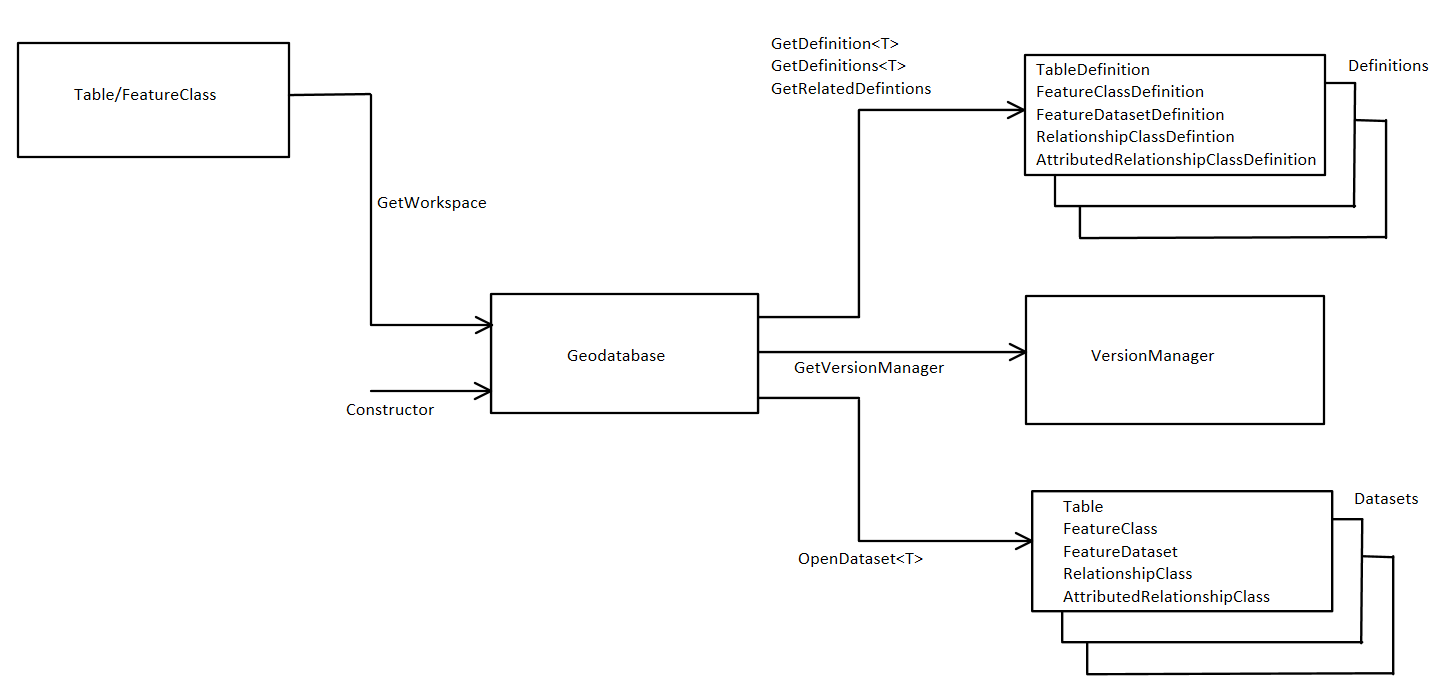 GetDefinition<T>
GetDefinitions<T>
GetRelatedDefintions
Table/FeatureClass
TableDefinition
FeatureClassDefinition
FeatureDatasetDefinition
RelationshipClassDefintion
AttributedRelationshipClassDefinition
Definitions
GetWorkspace
Geodatabase
Constructor
GetVersionManager
VersionManager
OpenDataset<T>
Table
FeatureClass
FeatureDataset
RelationshipClass
AttributedRelationshipClass
Datasets